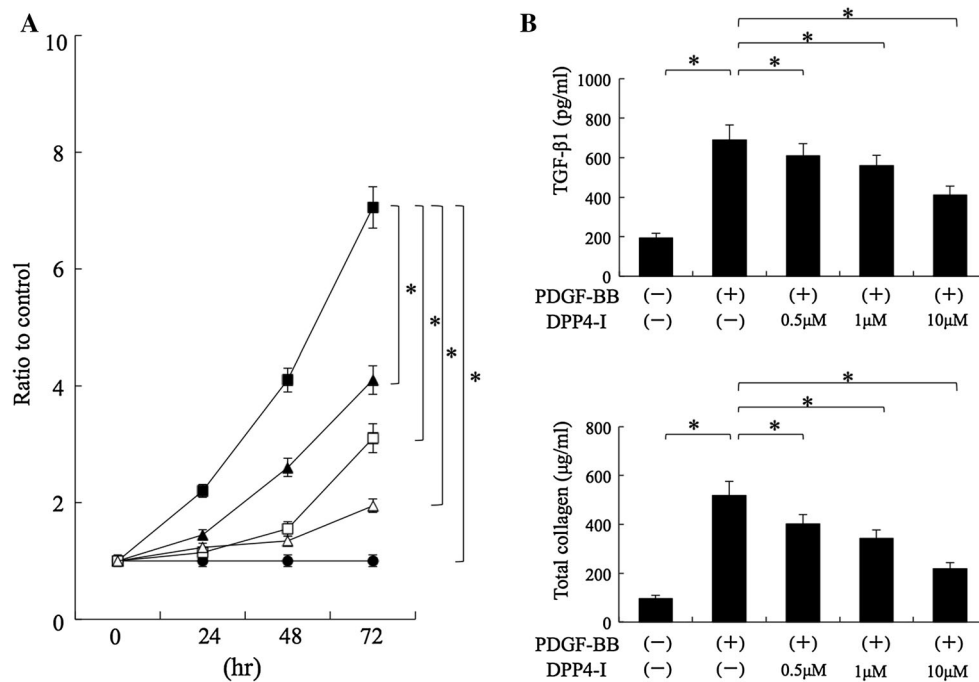 A
Ratio to control
10
8
6
4
2
0
0 24 48 72
(hr)
* * * *
B
TGF-β1 (pg/ml)
1000
800
600
400
200
0
* * * *
PDGF-BB (−) (+) (+) (+) (+)
DPP4-I (−) (−) 0.5μM 1μM 10μM
Total collagen (μg/ml)
800
600
400
200
0
* * * *
PDGF-BB (−) (+) (+) (+) (+)
DPP4-I (−) (−) 0.5μM 1μM 10μM